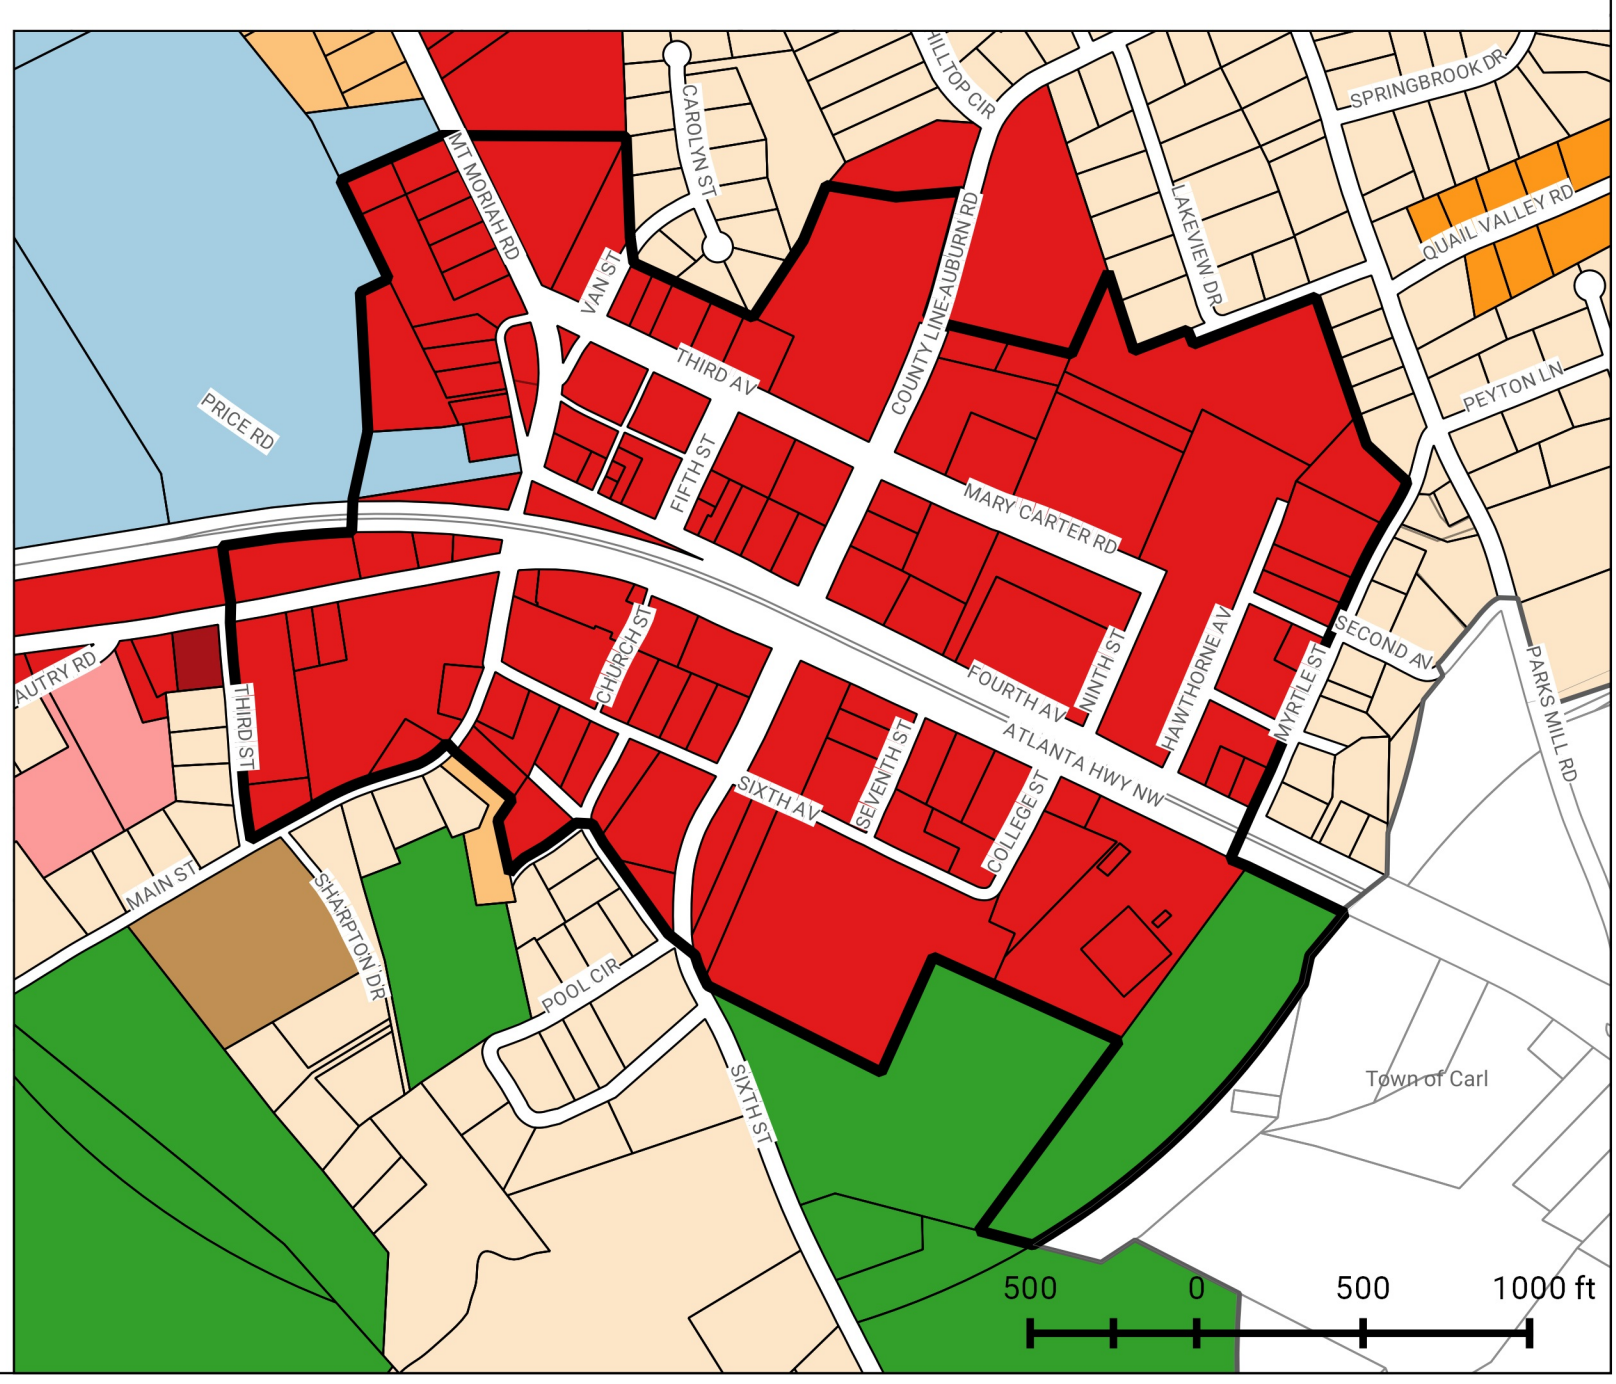 HILLTOP CIR
SPRINGBROOK DR
CAROLYN ST
MT MORIAH RD
LAKEVIEW DR
QUAIL VALLEY RD
COUNTY LINE-AUBURN RD
VAN ST
THIRD AV
PEYTON LN
PRICE RD
FIFTH ST
MARY CARTER RD
CHURCH ST
NINTH ST
HAWTHORNE AV
SECOND AV
AUTRY RD
THIRD ST
FOURTH AV
MYRTLE ST
PARKS MILL RD
ATLANTA HWY NW
SIXTH AV
SEVENTH ST
COLLEGE ST
MAIN ST
SHARPTON DR
POOL CIR
SIXTH ST
Town of Carl
500 0 500 1000 ft